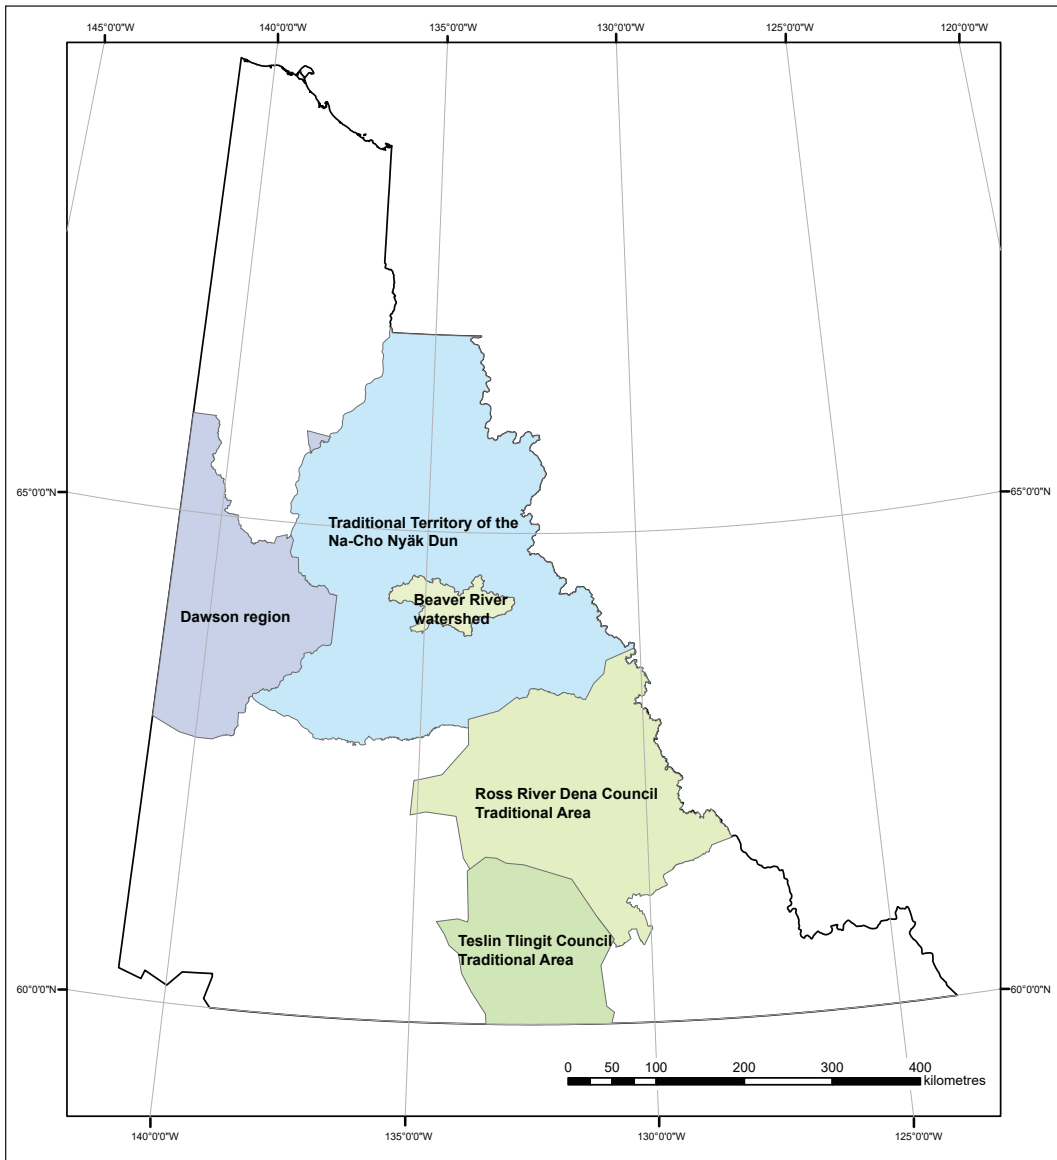 145°0'0"W
140°0'0"W
135°0'0"W
130°0'0"W
125°0'0"W
120°0'0"W
65°0'0"N
65°0'0"N
Traditional Territory of the
Na-Cho Nyäk Dun
Beaver River
watershed
Dawson region
Ross River Dena Council
Traditional Area
Teslin Tlingit Council
Traditional Area
60°0'0"N
60°0'0"N
0 50 100 200 300 400
kilometres
140°0'0"W
135°0'0"W
130°0'0"W
125°0'0"W